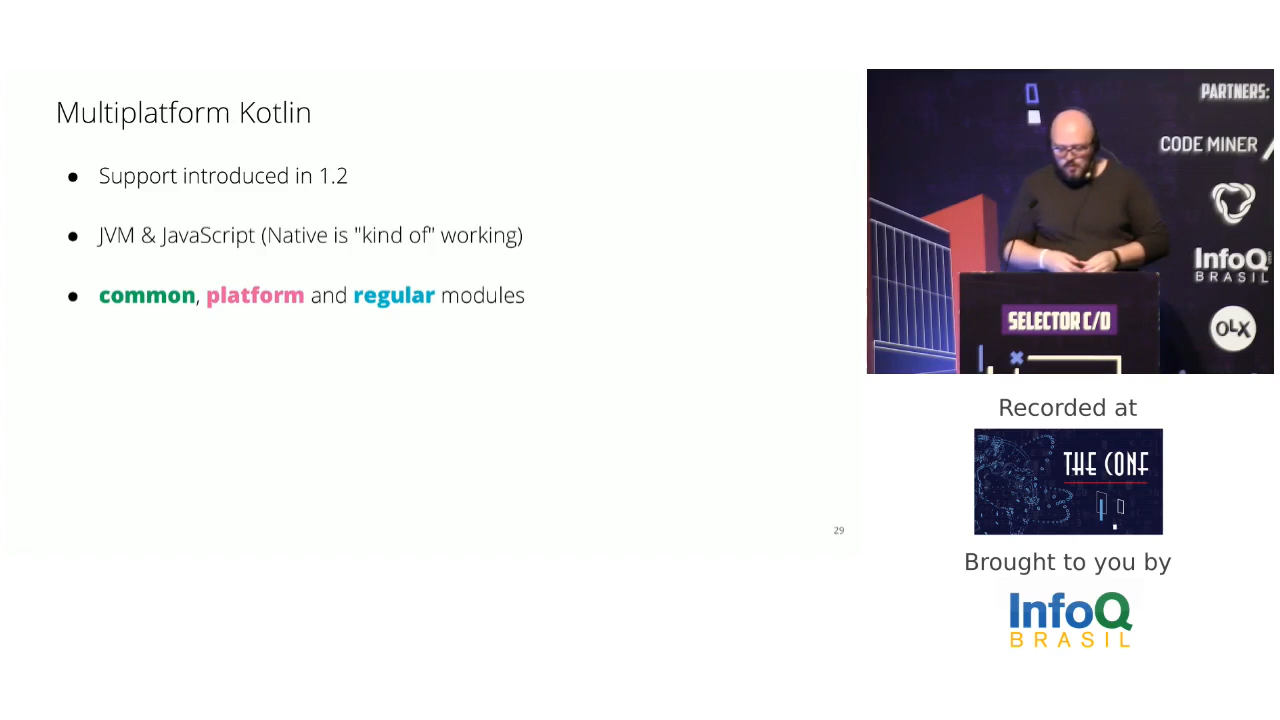 Multiplatform Kotlin
● Support introduced in 1.2
● JVM & JavaScript (Native is "kind of" working)
● common, platform and regular modules
29
PARTNERS:
CODE MINER
InfoQ
BRASIL
OLX
SELECTOR C/D
Recorded at
THE CONF
Brought to you by
InfoQ
BRASIL